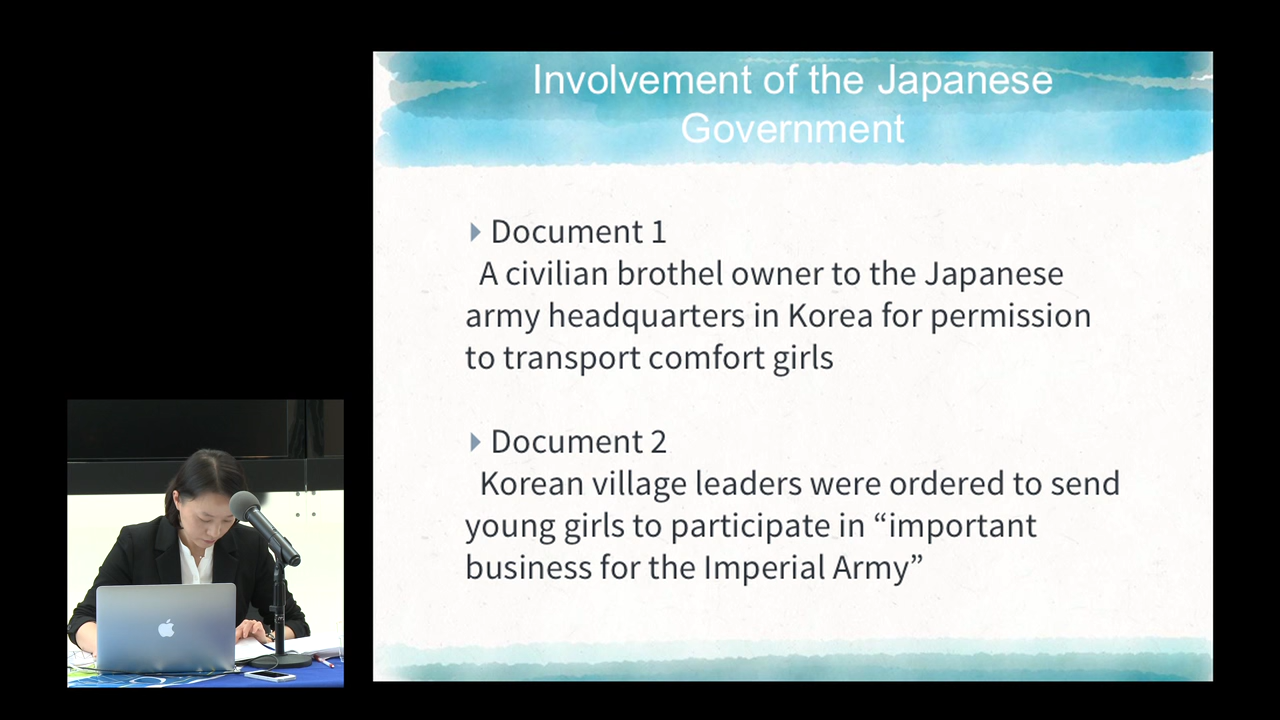 Involvement of the Japanese
Government
Document 1
A civilian brothel owner to the Japanese
army headquarters in Korea for permission
to transport comfort girls
Document 2
Korean village leaders were ordered to send
young girls to participate in “important
business for the Imperial Army”